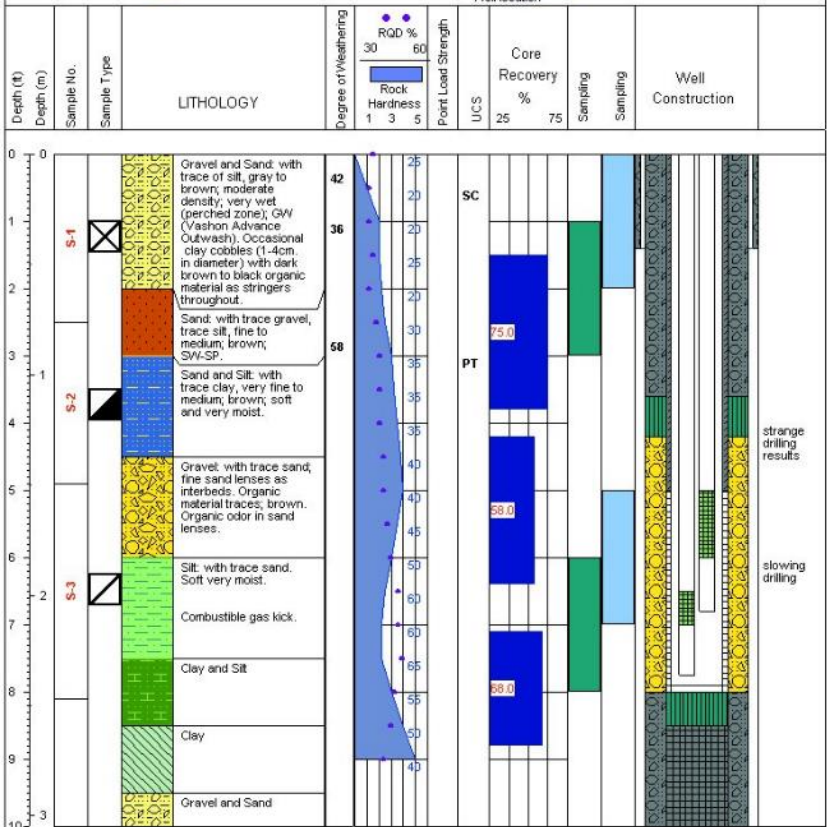 Depth (ft)
Depth (m)
Sample No.
Sample Type
LITHOLOGY
Degree of Weathering
RQD %
30 60
Rock
Hardness
1 3 5
Point Load Strength
UCS
Core
Recovery
%
25 75
Sampling
Sampling
Well
Construction
0
1
2
3
4
5
6
7
8
9
10
0
1
2
3
S-1
S-2
S-3
Gravel and Sand: with
trace of silt, gray to
brown; moderate
density; very wet
(perched zone); GW
(Vashon Advance
Outwash). Occasional
clay cobbles (1-4cm.
in diameter) with dark
brown to black organic
material as stringers
throughout.
Sand: with trace gravel,
trace silt, fine to
medium; brown;
SW-SP.
Sand and Silt: with
trace clay, very fine to
medium; brown; soft
and very moist.
Gravel: with trace sand;
fine sand lenses as
interbeds. Organic
material traces; brown.
Organic odor in sand
lenses.
Silt: with trace sand.
Soft very moist.
Combustible gas kick.
Clay and Silt
Clay
Gravel and Sand
42
36
58
25
20
20
25
20
30
35
35
35
40
40
45
50
60
60
65
55
50
40
SC
PT
75.0
58.0
68.0
strange
drilling
results
slowing
drilling